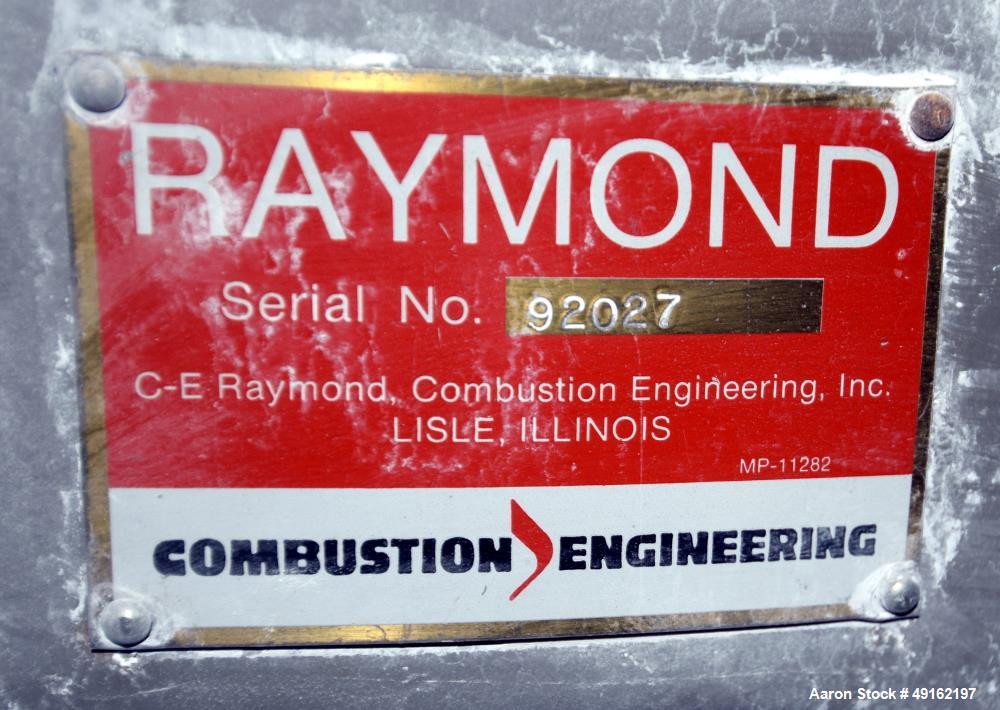 RAYMOND
Serial No. 92027
C-E Raymond, Combustion Engineering, Inc.
LISLE, ILLINOIS
MP-11282
COMBUSTION ENGINEERING
Aaron Stock # 49162197